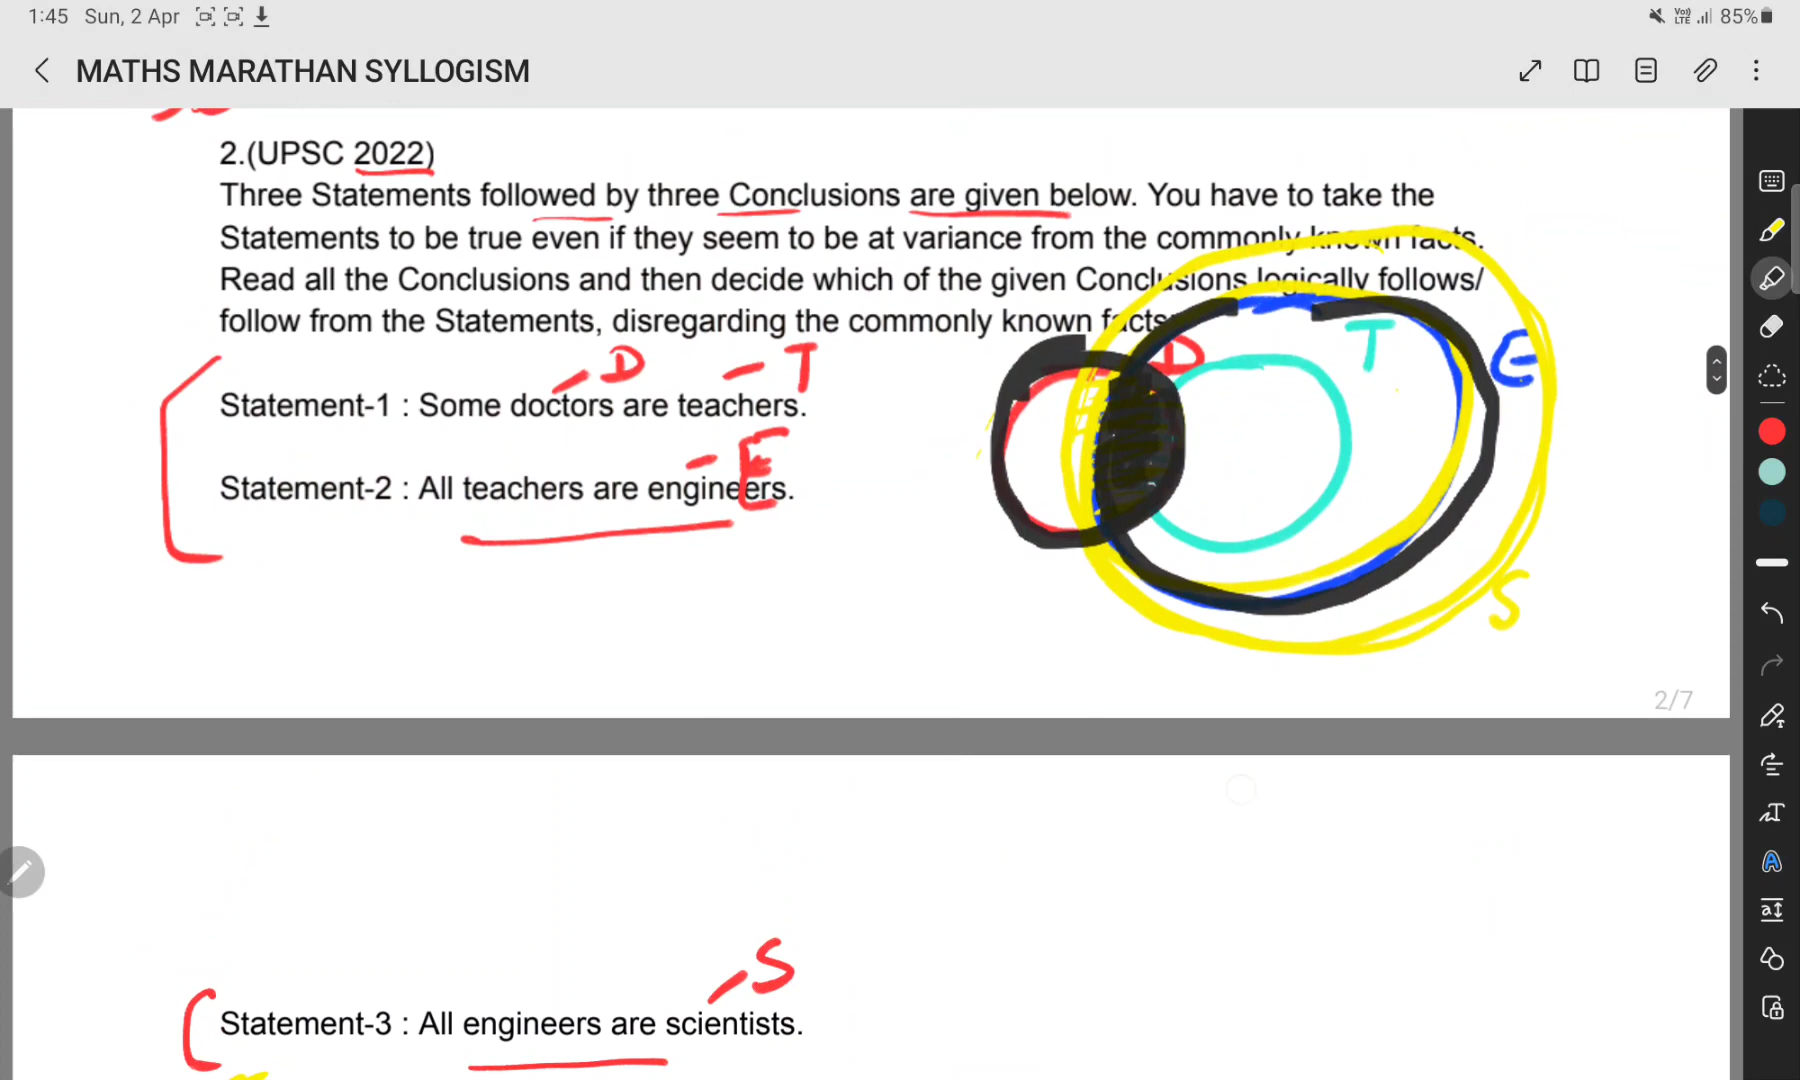 1:45 Sun, 2 Apr
Vo) LTE 85%
MATHS MARATHAN SYLLOGISM
2.(UPSC 2022)
Three Statements followed by three Conclusions are given below. You have to take the
Statements to be true even if they seem to be at variance from the commonly known facts.
Read all the Conclusions and then decide which of the given Conclusions logically follows/
follow from the Statements, disregarding the commonly known facts
D T
D T E
Statement-1 : Some doctors are teachers.
E
Statement-2 : All teachers are engineers.
S
2/7
S
Statement-3 : All engineers are scientists.